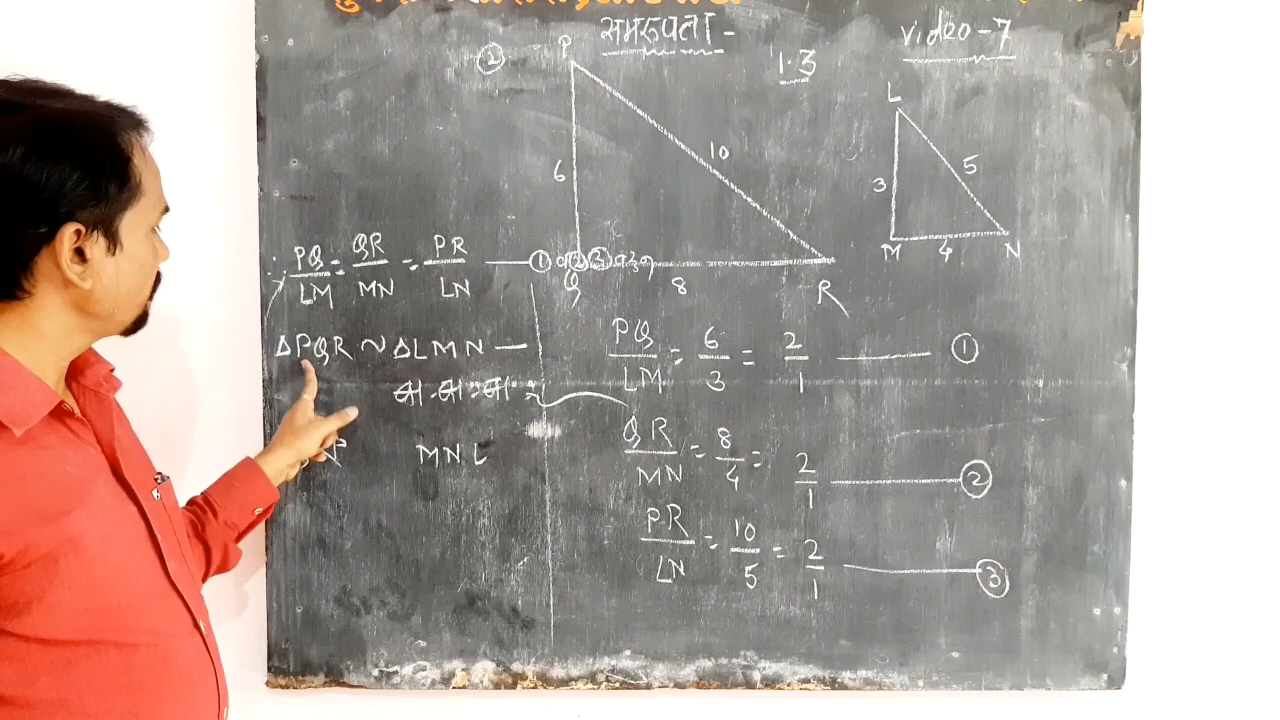 समरुपता -
video - 7
②
1.3
P
6
10
Q
8
R
L
3
5
M
4
N
∴ PQ/LM = QR/MN = PR/LN — ① व ② व ③ वरून
ΔPQR ~ ΔLMN —
बा-बा-बा
MNL
PQ/LM = 6/3 = 2/1 — ①
QR/MN = 8/4 = 2/1 — ②
PR/LN = 10/5 = 2/1 — ③